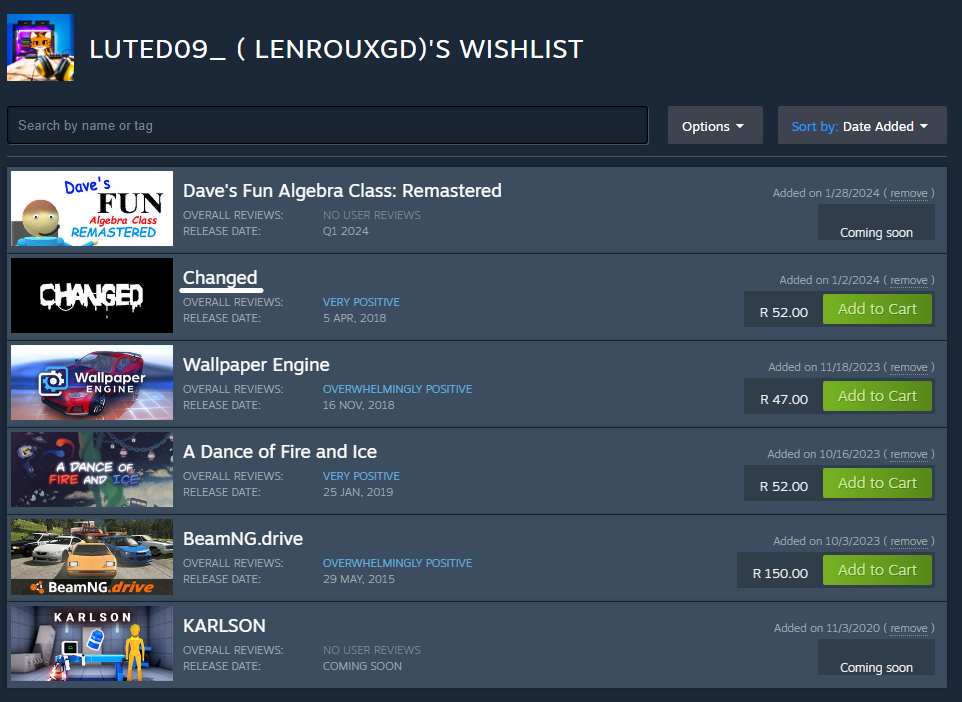 LUTED09_ ( LENROUXGD)'S WISHLIST
Search by name or tag
Options
Sort by: Date Added
Dave's
FUN
Algebra Class
REMASTERED
Dave's Fun Algebra Class: Remastered
OVERALL REVIEWS: NO USER REVIEWS
RELEASE DATE: Q1 2024
Added on 1/28/2024 ( remove )
Coming soon
CHANGED
Changed
OVERALL REVIEWS: VERY POSITIVE
RELEASE DATE: 5 APR, 2018
Added on 1/2/2024 ( remove )
R 52.00 Add to Cart
Wallpaper
ENGINE
Wallpaper Engine
OVERALL REVIEWS: OVERWHELMINGLY POSITIVE
RELEASE DATE: 16 NOV, 2018
Added on 11/18/2023 ( remove )
R 47.00 Add to Cart
A DANCE OF
FIRE AND ICE
A Dance of Fire and Ice
OVERALL REVIEWS: VERY POSITIVE
RELEASE DATE: 25 JAN, 2019
Added on 10/16/2023 ( remove )
R 52.00 Add to Cart
BeamNG.drive
BeamNG.drive
OVERALL REVIEWS: OVERWHELMINGLY POSITIVE
RELEASE DATE: 29 MAY, 2015
Added on 10/3/2023 ( remove )
R 150.00 Add to Cart
KARLSON
KARLSON
OVERALL REVIEWS: NO USER REVIEWS
RELEASE DATE: COMING SOON
Added on 11/3/2020 ( remove )
Coming soon